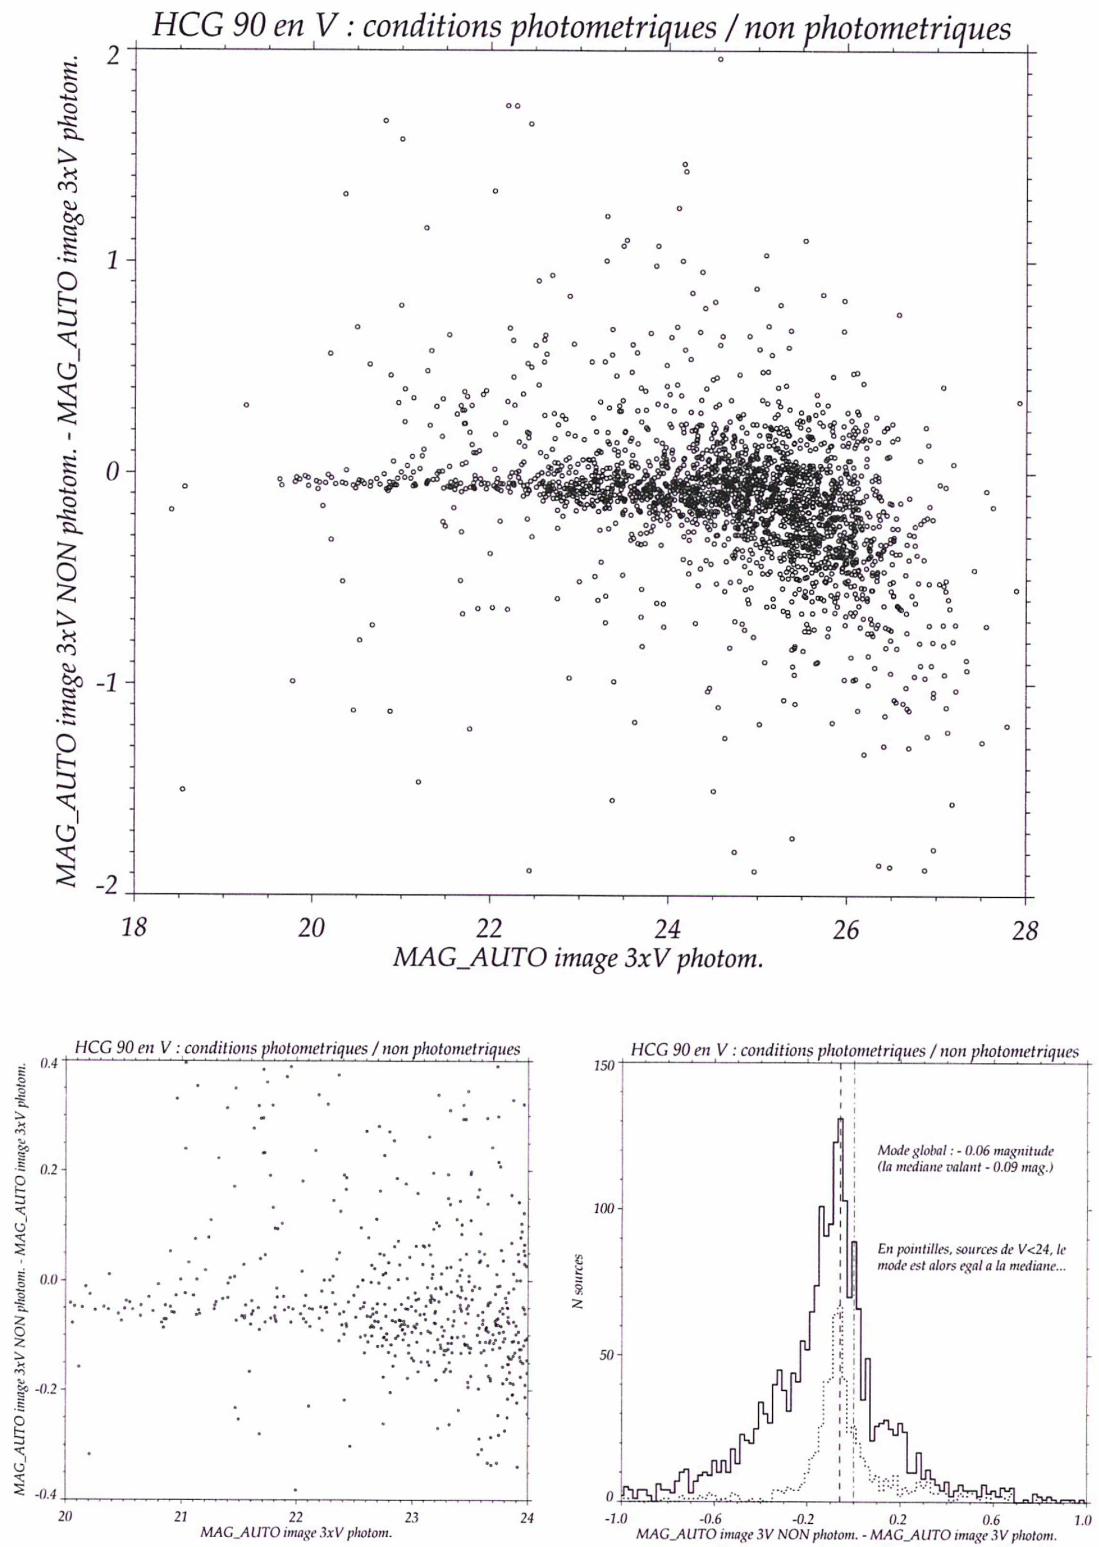 HCG 90 en V : conditions photometriques / non photometriques
MAG_AUTO image 3xV NON photom. - MAG_AUTO image 3xV photom.
2
1
0
-1
-2
18 20 22 24 26 28
MAG_AUTO image 3xV photom.
HCG 90 en V : conditions photometriques / non photometriques
MAG_AUTO image 3xV NON photom. - MAG_AUTO image 3xV photom.
0.4
0.2
0.0
-0.2
-0.4
20 21 22 23 24
MAG_AUTO image 3xV photom.
HCG 90 en V : conditions photometriques / non photometriques
N sources
150
100
50
0
Mode global : - 0.06 magnitude
(la mediane valant - 0.09 mag.)
En pointilles, sources de V<24, le
mode est alors egal a la mediane...
-1.0 -0.6 -0.2 0.2 0.6 1.0
MAG_AUTO image 3V NON photom. - MAG_AUTO image 3V photom.